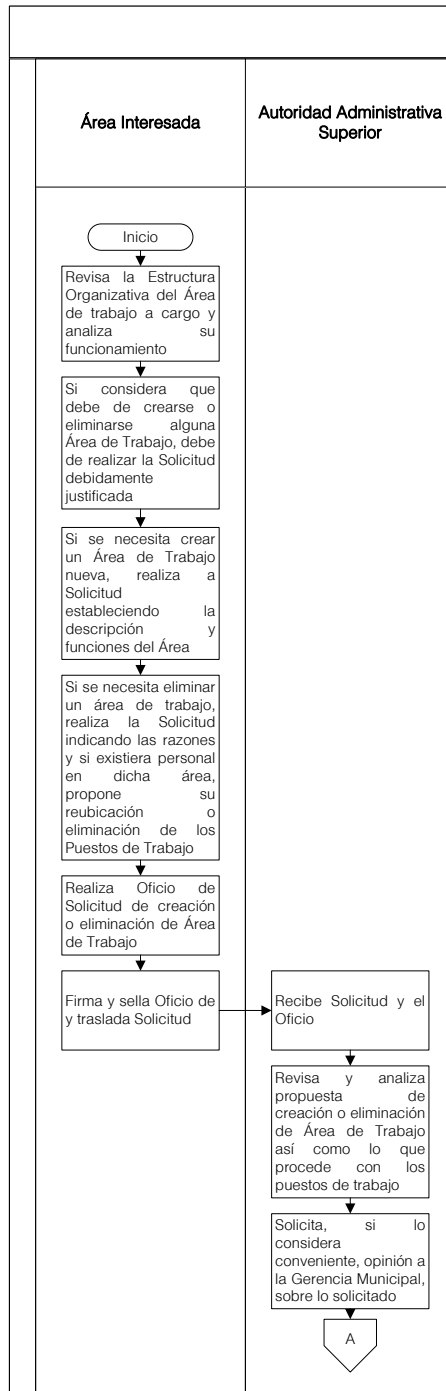 Área Interesada
Autoridad Administrativa
Superior
Inicio
Revisa la Estructura
Organizativa del Área
de trabajo a cargo y
analiza su
funcionamiento
Si considera que
debe de crearse o
eliminarse alguna
Área de Trabajo, debe
de realizar la Solicitud
debidamente
justificada
Si se necesita crear
un Área de Trabajo
nueva, realiza a
Solicitud
estableciendo la
descripción y
funciones del Área
Si se necesita eliminar
un área de trabajo,
realiza la Solicitud
indicando las razones
y si existiera personal
en dicha área,
propone su
reubicación o
eliminación de los
Puestos de Trabajo
Realiza Oficio de
Solicitud de creación
o eliminación de Área
de Trabajo
Firma y sella Oficio de
y traslada Solicitud
Recibe Solicitud y el
Oficio
Revisa y analiza
propuesta de
creación o eliminación
de Área de Trabajo
así como lo que
procede con los
puestos de trabajo
Solicita, si lo
considera
conveniente, opinión a
la Gerencia Municipal,
sobre lo solicitado
A